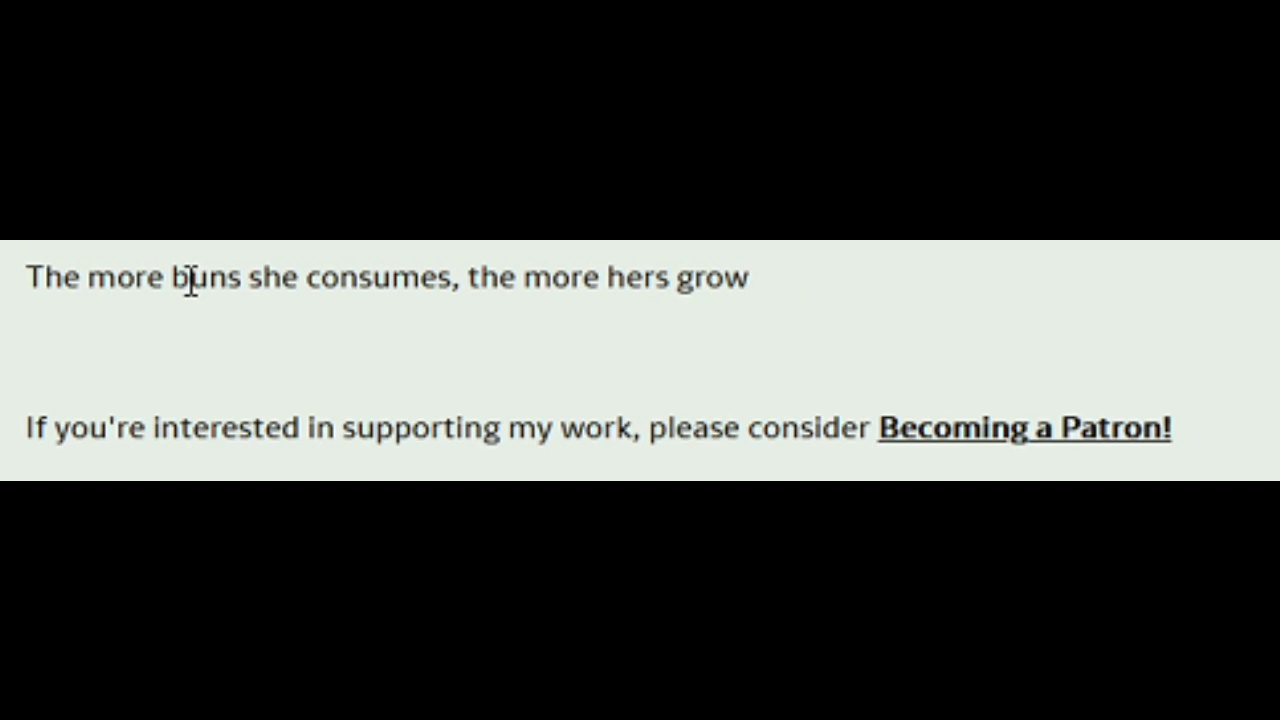 The more buns she consumes, the more hers grow
If you're interested in supporting my work, please consider Becoming a Patron!